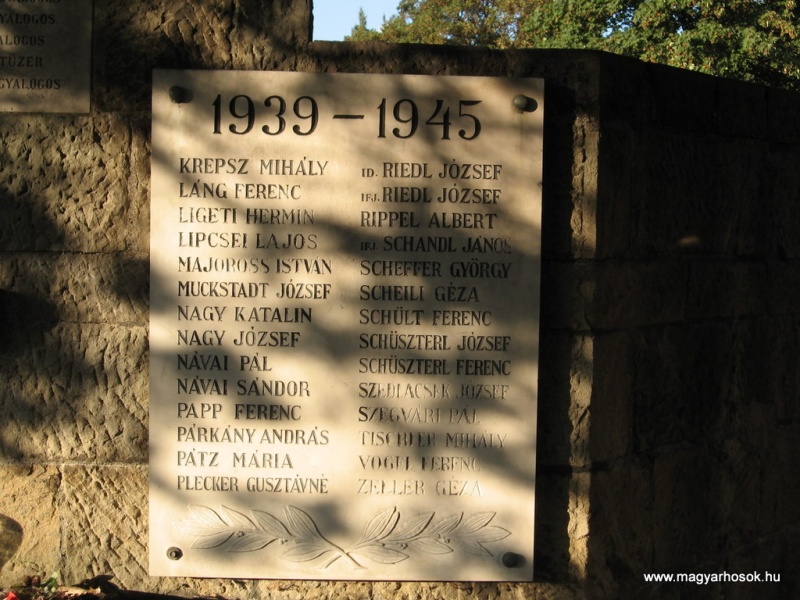 YALOGOS
GYALOGOS
ALOGOS
TÜZÉR
GYALOGOS
1939 – 1945
KREPSZ MIHÁLY
LÁNG FERENC
LIGETI HERMIN
LIPCSEI LAJOS
MAJOROSS ISTVÁN
MUCKSTADT JÓZSEF
NAGY KATALIN
NAGY JÓZSEF
NÁVAI PÁL
NÁVAI SÁNDOR
PAPP FERENC
PÁRKÁNY ANDRÁS
PÁTZ MÁRIA
PLECKER GUSZTÁVNÉ
ID. RIEDL JÓZSEF
IFJ. RIEDL JÓZSEF
RIPPEL ALBERT
IFJ. SCHANDL JÁNOS
SCHEFFER GYÖRGY
SCHEILI GÉZA
SCHÜLT FERENC
SCHÜSZTERL JÓZSEF
SCHÜSZTERL FERENC
SZEDLACSEK JÓZSEF
SZEGVÁRI PÁL
TISCHLER MIHÁLY
VOGEL FERENC
ZELLER GÉZA
www.magyarhosok.hu